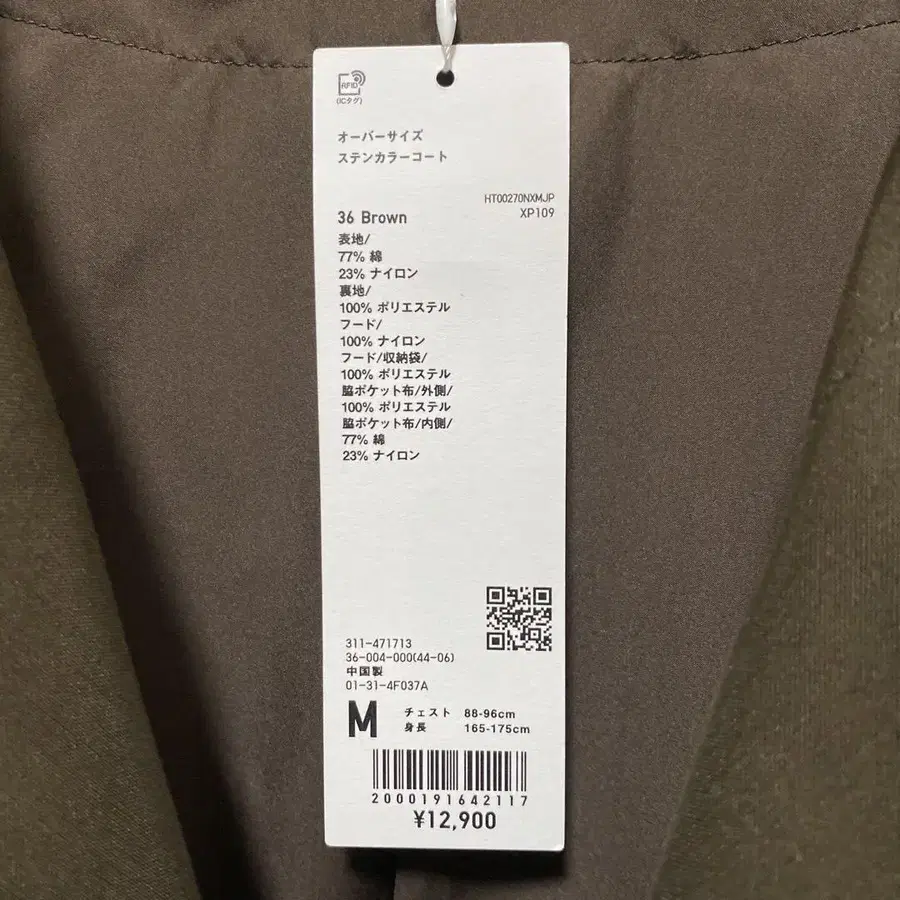 RFID
(ICタグ)
オーバーサイズ
ステンカラーコート
HT00270NXMJP
XP109
36 Brown
表地/
77% 綿
23% ナイロン
裏地/
100% ポリエステル
フード/
100% ナイロン
フード/収納袋/
100% ポリエステル
脇ポケット布/外側/
100% ポリエステル
脇ポケット布/内側/
77% 綿
23% ナイロン
311-471713
36-004-000(44-06)
中国製
01-31-4F037A
M チェスト 88-96cm
身長 165-175cm
2000191642117
¥12,900